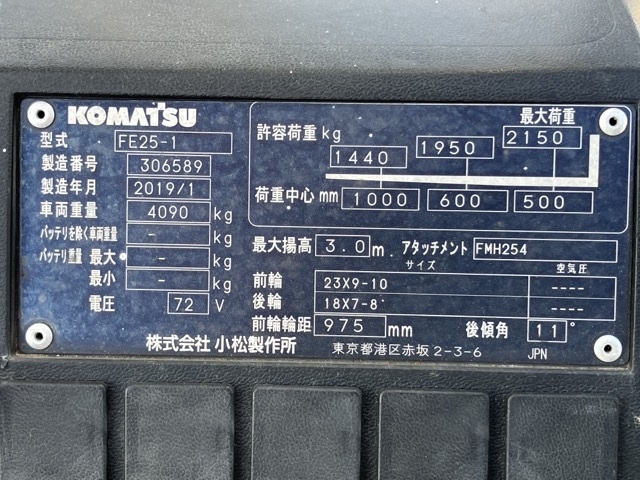 KOMATSU
型式 FE25-1
製造番号 306589
製造年月 2019/1
車両重量 4090 kg
バッテリを除く車両重量 - kg
バッテリ重量 最大 - kg
最小 - kg
電圧 72 V
最大荷重
許容荷重 kg 1440 1950 2150
荷重中心 mm 1000 600 500
最大揚高 3.0 m アタッチメント FMH254
サイズ 空気圧
前輪 23X9-10 ----
後輪 18X7-8 ----
前輪輪距 975 mm 後傾角 11°
株式会社 小松製作所 東京都港区赤坂 2-3-6 JPN